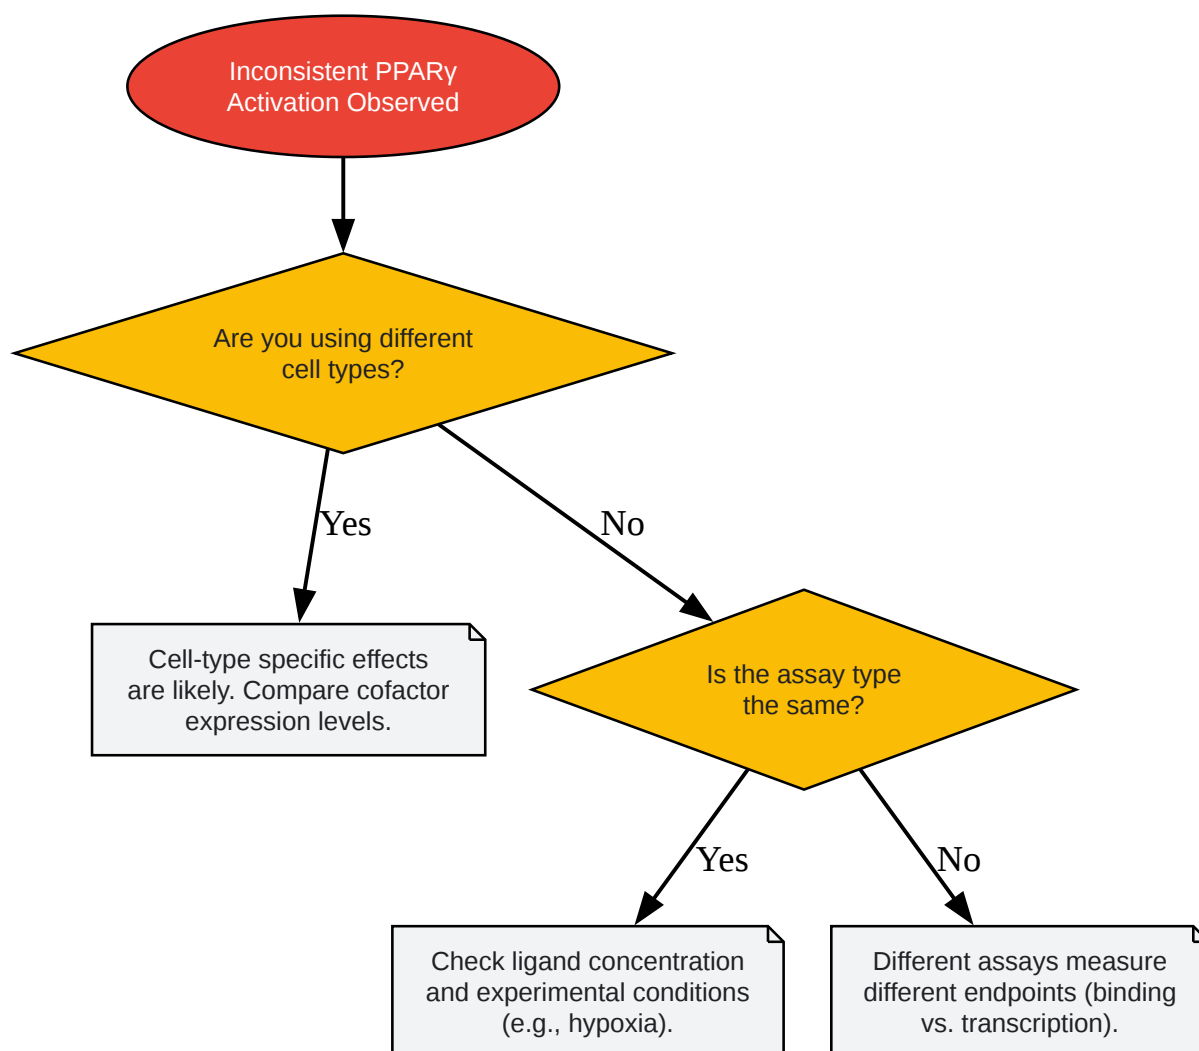 Inconsistent PPARγ
Activation Observed
Are you using different
cell types?
Yes
No
Cell-type specific effects
are likely. Compare cofactor
expression levels.
Is the assay type
the same?
Yes
No
Check ligand concentration
and experimental conditions
(e.g., hypoxia).
Different assays measure
different endpoints (binding
vs. transcription).